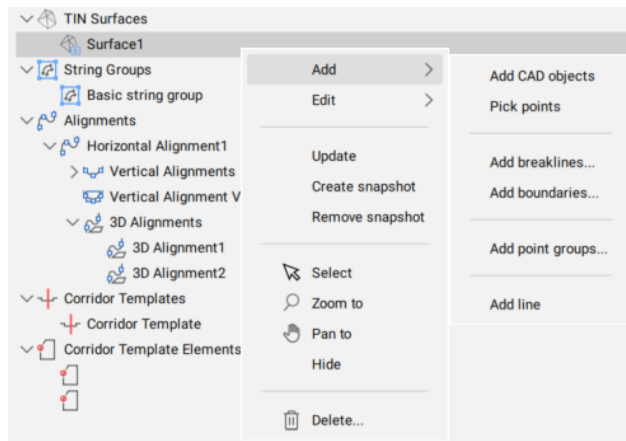 TIN Surfaces
Surface1
String Groups
Basic string group
Alignments
Horizontal Alignment1
Vertical Alignments
Vertical Alignment V
3D Alignments
3D Alignment1
3D Alignment2
Corridor Templates
Corridor Template
Corridor Template Elements
Add
Edit
Update
Create snapshot
Remove snapshot
Select
Zoom to
Pan to
Hide
Delete...
Add CAD objects
Pick points
Add breaklines...
Add boundaries...
Add point groups...
Add line